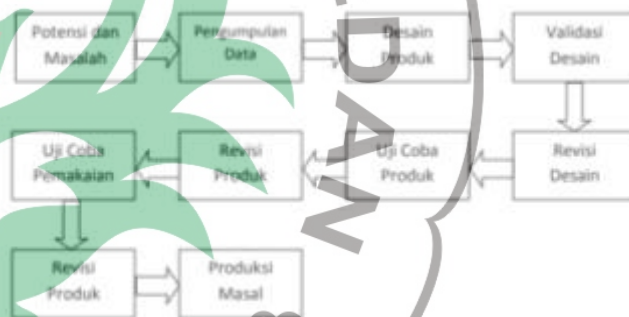 Potensi dan
Masalah
Pengumpulan
Data
Desain
Produk
Validasi
Desain
Revisi
Desain
Uji Coba
Produk
Revisi
Produk
Uji Coba
Pemakaian
Revisi
Produk
Produksi
Masal
DAN